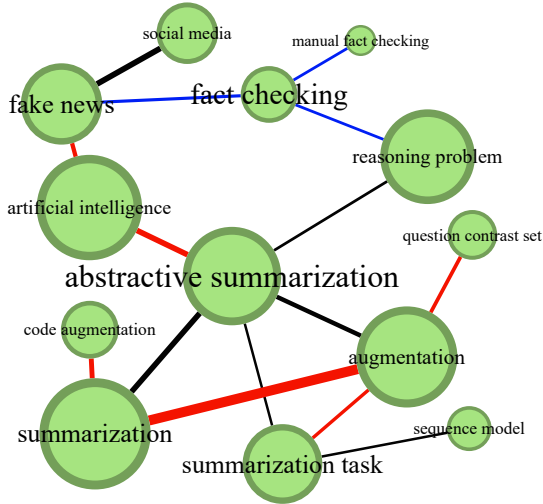 social media
manual fact checking
fake news
fact checking
reasoning problem
artificial intelligence
question contrast set
abstractive summarization
code augmentation
augmentation
summarization
sequence model
summarization task